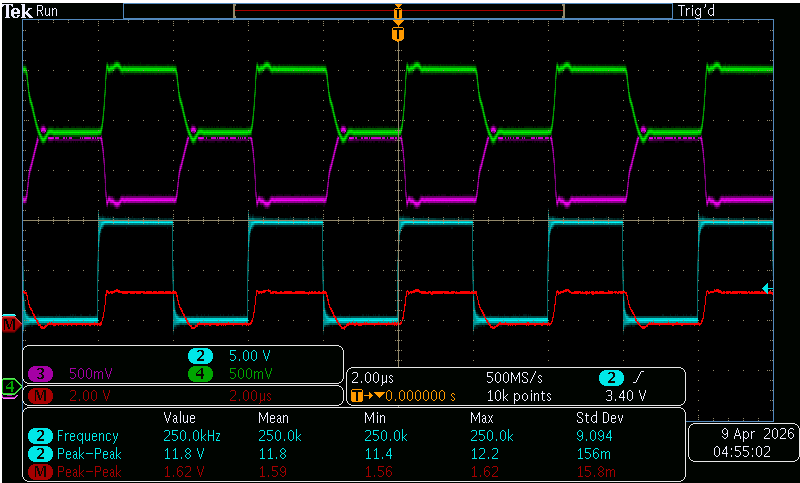 Tek Run Trig'd
T
T
M
2 5.00 V
3 500mV 4 500mV
M 2.00 V 2.00µs
4
2.00µs 500MS/s 2
T→▼0.000000 s 10k points 3.40 V
Value Mean Min Max Std Dev
2 Frequency 250.0kHz 250.0k 250.0k 250.0k 9.094
2 Peak-Peak 11.8 V 11.8 11.4 12.2 156m
M Peak-Peak 1.62 V 1.59 1.56 1.62 15.8m
9 Apr 2026
04:55:02